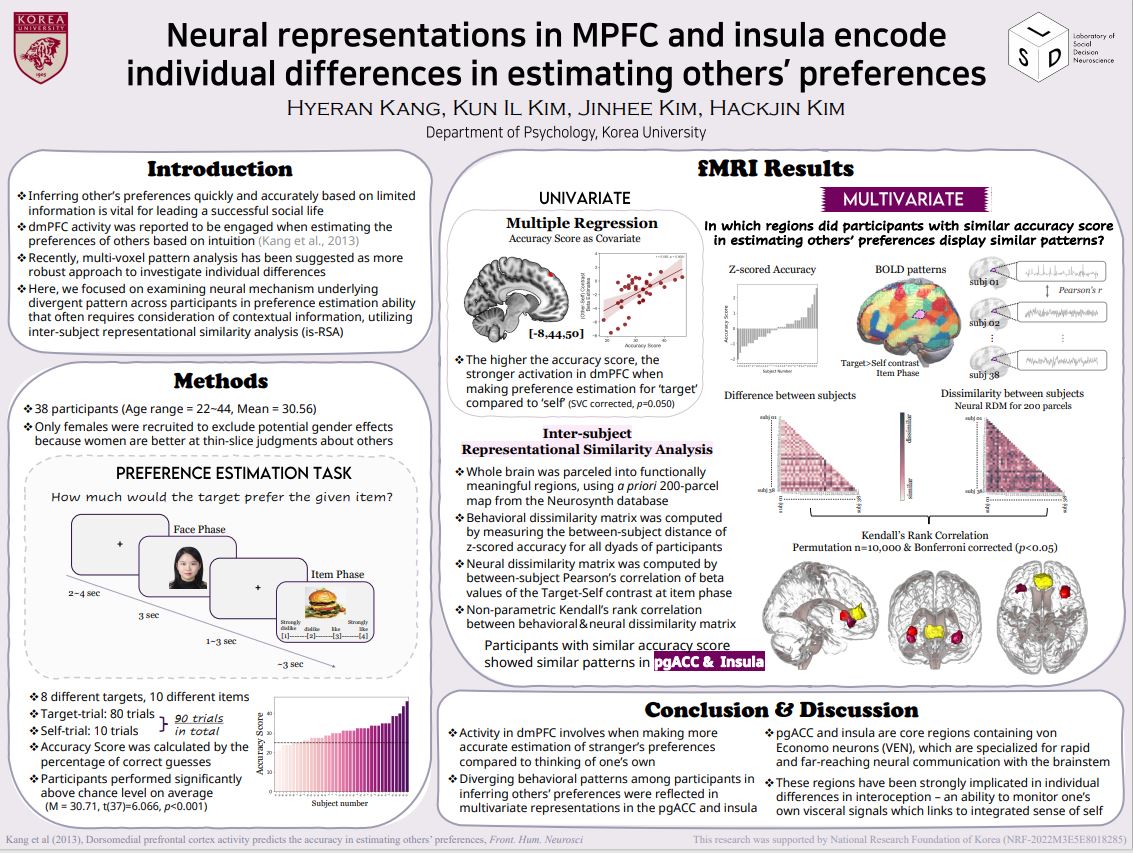 KOREA
UNIVERSITY
1905
Neural representations in MPFC and insula encode
individual differences in estimating others’ preferences
HYERAN KANG, KUN IL KIM, JINHEE KIM, HACKJIN KIM
Department of Psychology, Korea University
L
S D
Laboratory of
Social
Decision
Neuroscience
Introduction
❖Inferring other’s preferences quickly and accurately based on limited
information is vital for leading a successful social life
❖dmPFC activity was reported to be engaged when estimating the
preferences of others based on intuition (Kang et al., 2013)
❖Recently, multi-voxel pattern analysis has been suggested as more
robust approach to investigate individual differences
❖Here, we focused on examining neural mechanism underlying
divergent pattern across participants in preference estimation ability
that often requires consideration of contextual information, utilizing
inter-subject representational similarity analysis (is-RSA)
Methods
❖38 participants (Age range = 22~44, Mean = 30.56)
❖Only females were recruited to exclude potential gender effects
because women are better at thin-slice judgments about others
PREFERENCE ESTIMATION TASK
How much would the target prefer the given item?
+
Face Phase
+
Item Phase
Strongly dislike
dislike
like
Strongly like
[1]-------[2]-------[3]-------[4]
2~4 sec
3 sec
1~3 sec
~3 sec
❖8 different targets, 10 different items
❖Target-trial: 80 trials
❖Self-trial: 10 trials
90 trials
in total
❖Accuracy Score was calculated by the
percentage of correct guesses
❖Participants performed significantly
above chance level on average
(M = 30.71, t(37)=6.066, p<0.001)
Accuracy Score
40
30
20
10
0
Subject number
fMRI Results
UNIVARIATE
Multiple Regression
Accuracy Score as Covariate
[-8,44,50]
(Other-Self) Contrast
Beta Estimates
Accuracy Score
20
30
40
❖The higher the accuracy score, the
stronger activation in dmPFC when
making preference estimation for ‘target’
compared to ‘self’ (SVC corrected, p=0.050)
Inter-subject
Representational Similarity Analysis
❖Whole brain was parceled into functionally
meaningful regions, using a priori 200-parcel
map from the Neurosynth database
❖Behavioral dissimilarity matrix was computed
by measuring the between-subject distance of
z-scored accuracy for all dyads of participants
❖Neural dissimilarity matrix was computed by
between-subject Pearson’s correlation of beta
values of the Target-Self contrast at item phase
❖Non-parametric Kendall’s rank correlation
between behavioral&neural dissimilarity matrix
Participants with similar accuracy score
showed similar patterns in pgACC & Insula
MULTIVARIATE
In which regions did participants with similar accuracy score
in estimating others’ preferences display similar patterns?
Z-scored Accuracy
Accuracy Score
Subject Number
BOLD patterns
Target>Self contrast
Item Phase
subj 01
Pearson's r
subj 02
⋮
subj 38
Difference between subjects
subj 01
subj 38
subj 01
subj 38
dissimilar
similar
Dissimilarity between subjects
Neural RDM for 200 parcels
subj 01
subj 38
subj 01
subj 38
Kendall’s Rank Correlation
Permutation n=10,000 & Bonferroni corrected (p<0.05)
Conclusion & Discussion
❖Activity in dmPFC involves when making more
accurate estimation of stranger’s preferences
compared to thinking of one’s own
❖Diverging behavioral patterns among participants in
inferring others’ preferences were reflected in
multivariate representations in the pgACC and insula
❖pgACC and insula are core regions containing von
Economo neurons (VEN), which are specialized for rapid
and far-reaching neural communication with the brainstem
❖These regions have been strongly implicated in individual
differences in interoception – an ability to monitor one’s
own visceral signals which links to integrated sense of self
Kang et al (2013), Dorsomedial prefrontal cortex activity predicts the accuracy in estimating others’ preferences, Front. Hum. Neurosci
This research was supported by National Research Foundation of Korea (NRF-2022M3E5E8018285)